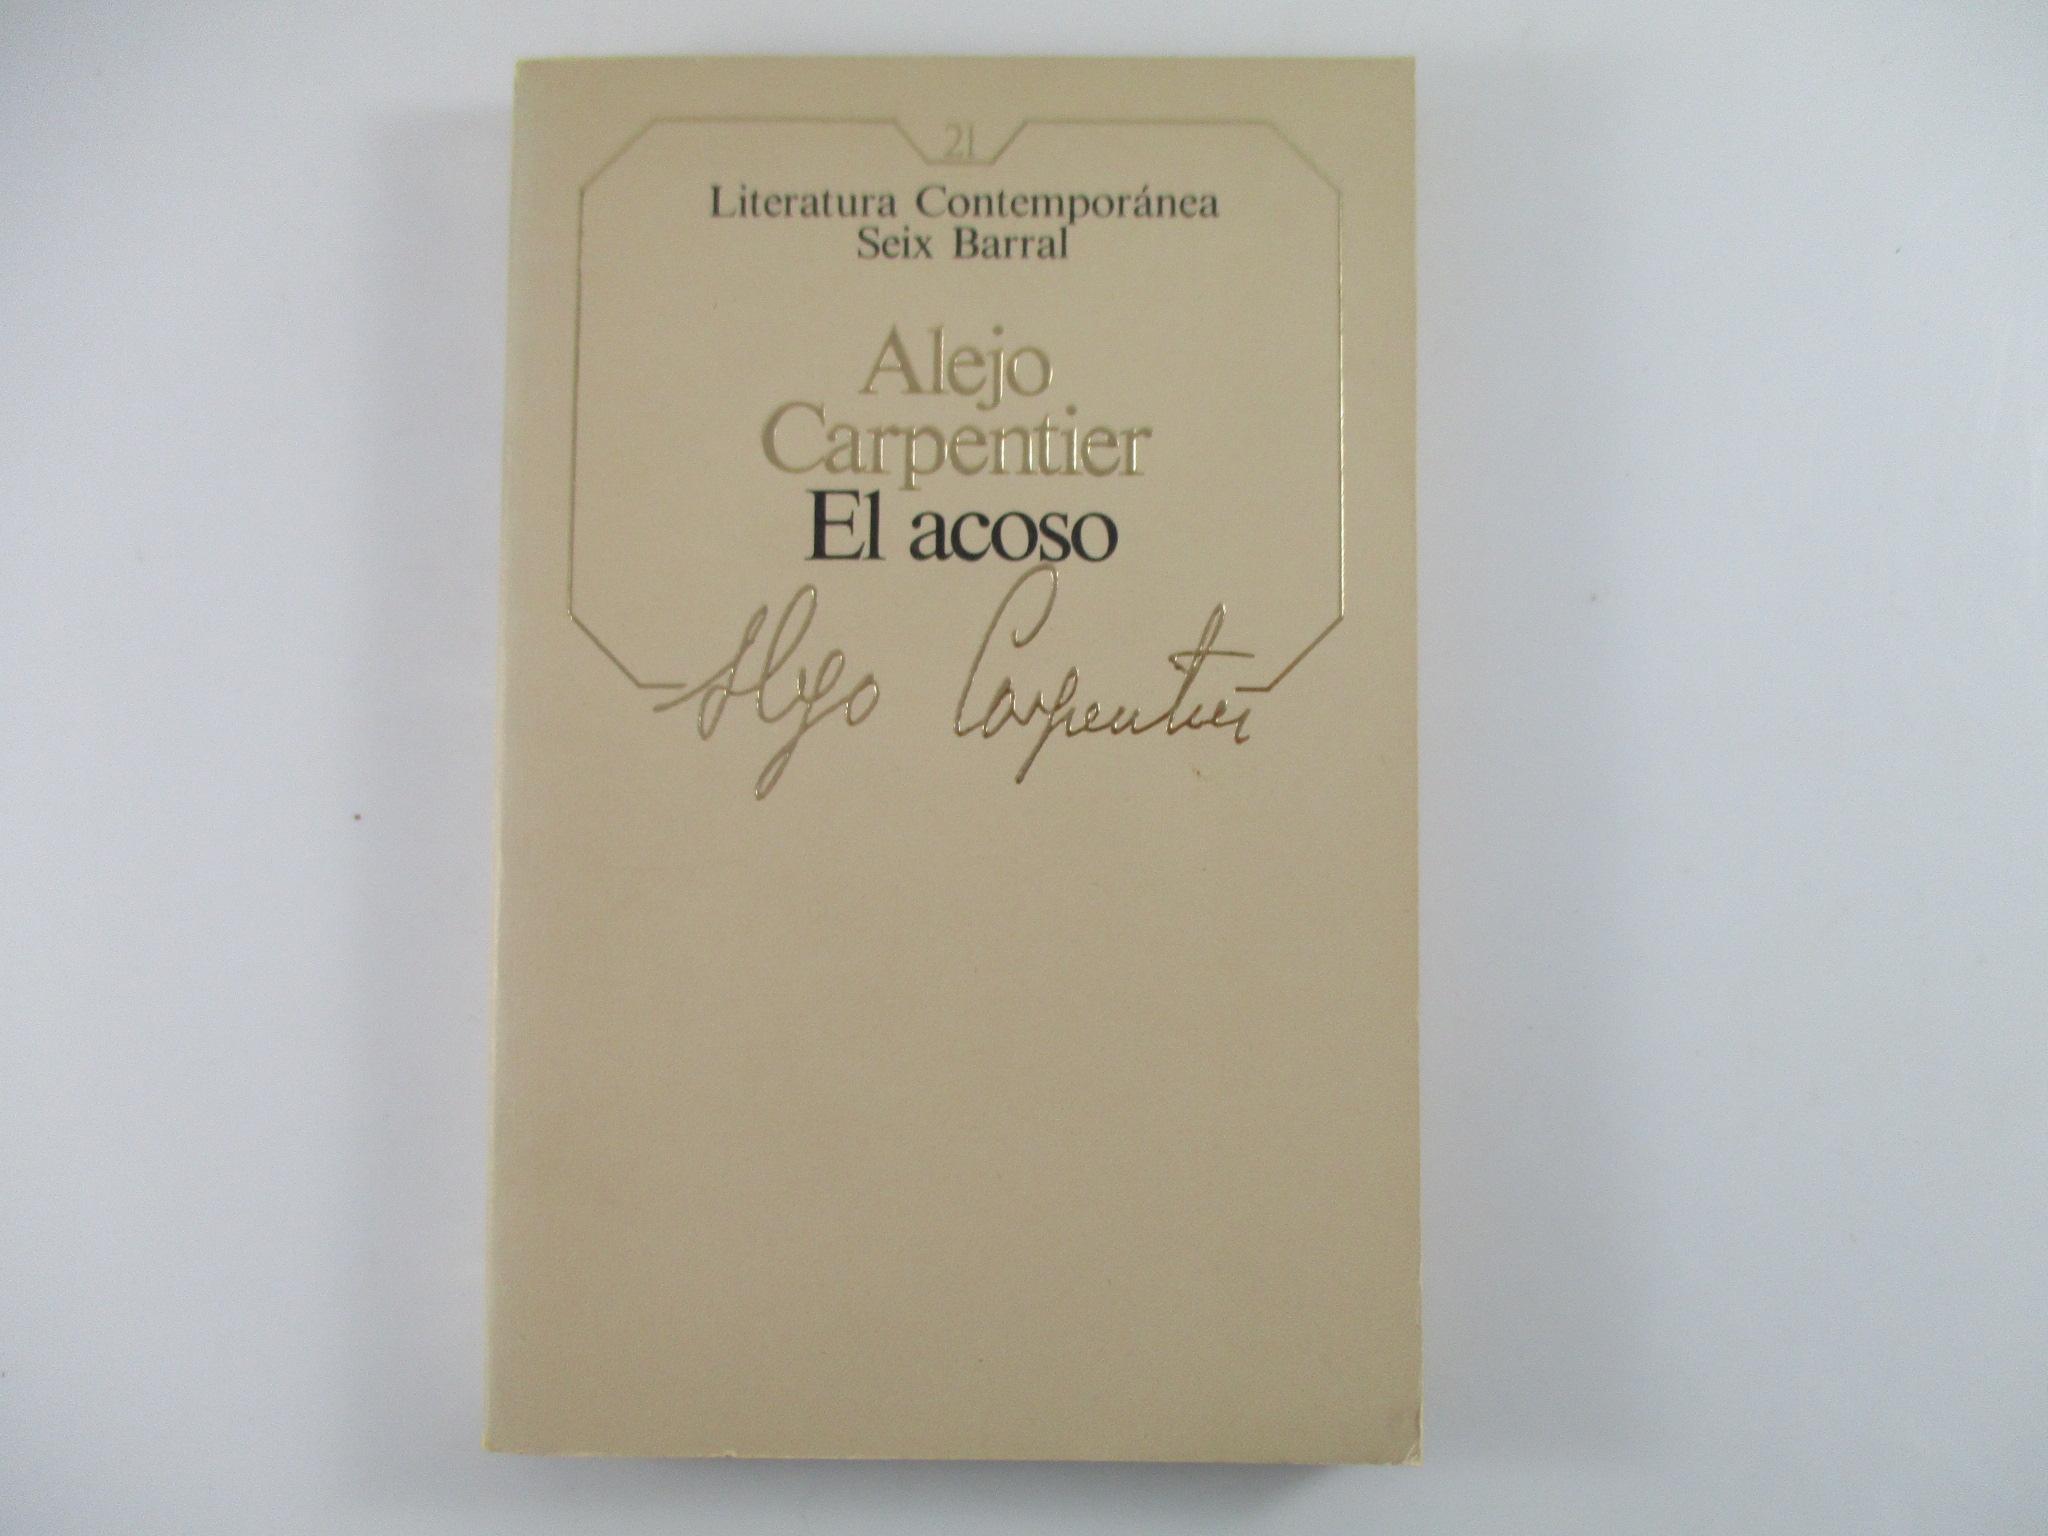 21
Literatura Contemporánea
Seix Barral
Alejo
Carpentier
El acoso
Alejo Carpentier